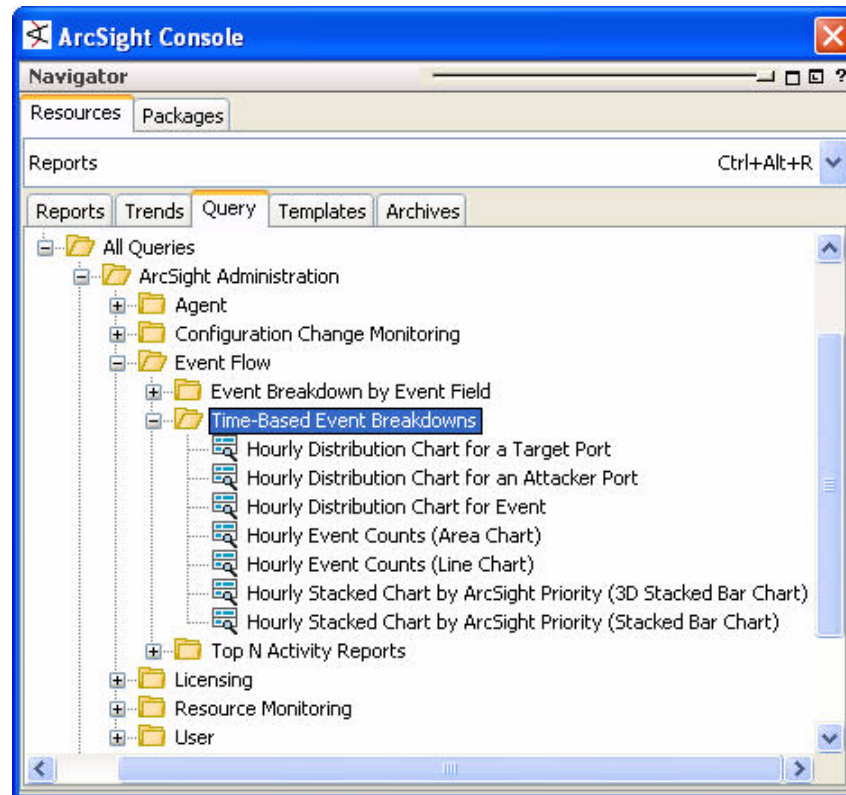 ArcSight Console
Navigator ?
Resources Packages
Reports Ctrl+Alt+R
Reports Trends Query Templates Archives
All Queries
ArcSight Administration
Agent
Configuration Change Monitoring
Event Flow
Event Breakdown by Event Field
Time-Based Event Breakdowns
Hourly Distribution Chart for a Target Port
Hourly Distribution Chart for an Attacker Port
Hourly Distribution Chart for Event
Hourly Event Counts (Area Chart)
Hourly Event Counts (Line Chart)
Hourly Stacked Chart by ArcSight Priority (3D Stacked Bar Chart)
Hourly Stacked Chart by ArcSight Priority (Stacked Bar Chart)
Top N Activity Reports
Licensing
Resource Monitoring
User